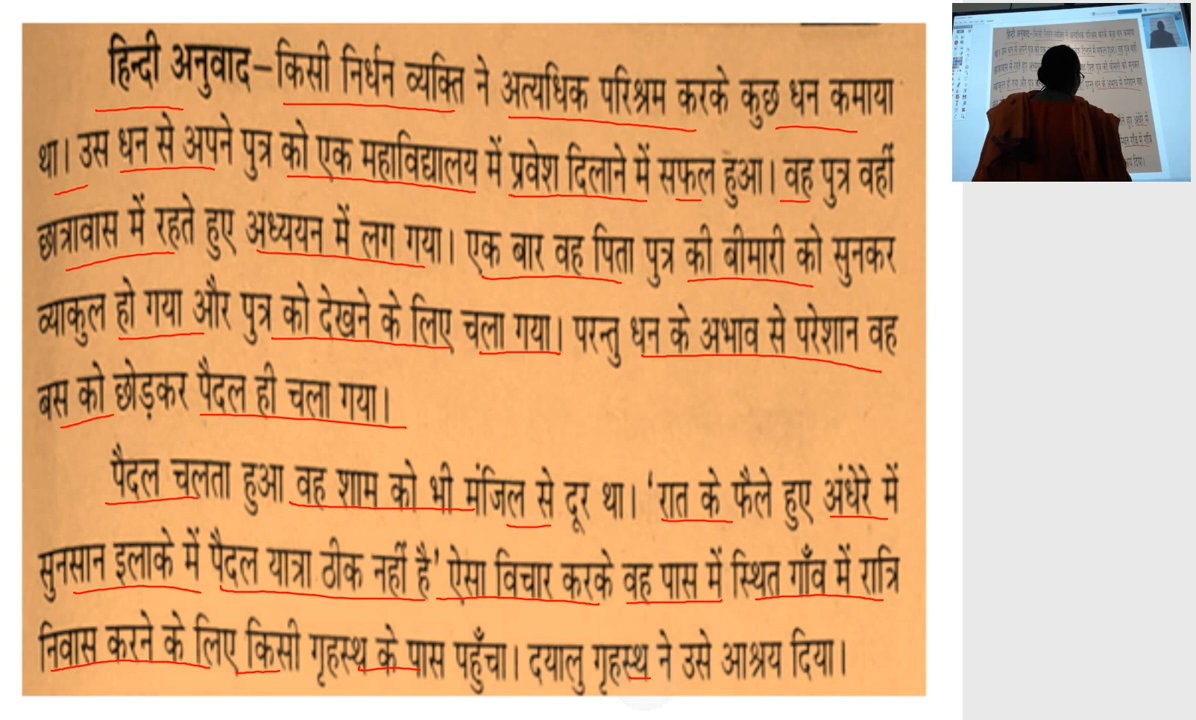 हिन्दी अनुवाद–किसी निर्धन व्यक्ति ने अत्यधिक परिश्रम करके कुछ धन कमाया
था। उस धन से अपने पुत्र को एक महाविद्यालय में प्रवेश दिलाने में सफल हुआ। वह पुत्र वहीं
छात्रावास में रहते हुए अध्ययन में लग गया। एक बार वह पिता पुत्र की बीमारी को सुनकर
व्याकुल हो गया और पुत्र को देखने के लिए चला गया। परन्तु धन के अभाव से परेशान वह
बस को छोड़कर पैदल ही चला गया।
पैदल चलता हुआ वह शाम को भी मंजिल से दूर था। ‘रात के फैले हुए अंधेरे में
सुनसान इलाके में पैदल यात्रा ठीक नहीं है’ ऐसा विचार करके वह पास में स्थित गाँव में रात्रि
निवास करने के लिए किसी गृहस्थ के पास पहुँचा। दयालु गृहस्थ ने उसे आश्रय दिया।